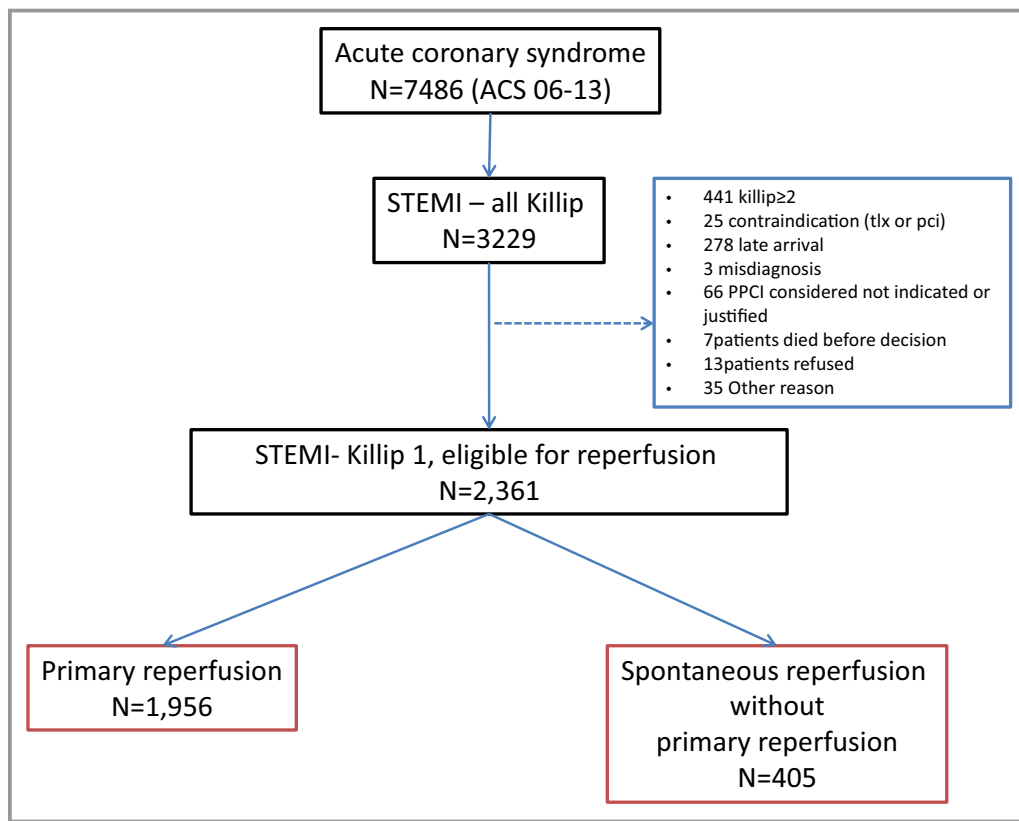 Acute coronary syndrome
N=7486 (ACS 06-13)
STEMI – all Killip
N=3229
• 441 killip≥2
• 25 contraindication (tlx or pci)
• 278 late arrival
• 3 misdiagnosis
• 66 PPCI considered not indicated or
justified
• 7patients died before decision
• 13patients refused
• 35 Other reason
STEMI- Killip 1, eligible for reperfusion
N=2,361
Primary reperfusion
N=1,956
Spontaneous reperfusion
without
primary reperfusion
N=405